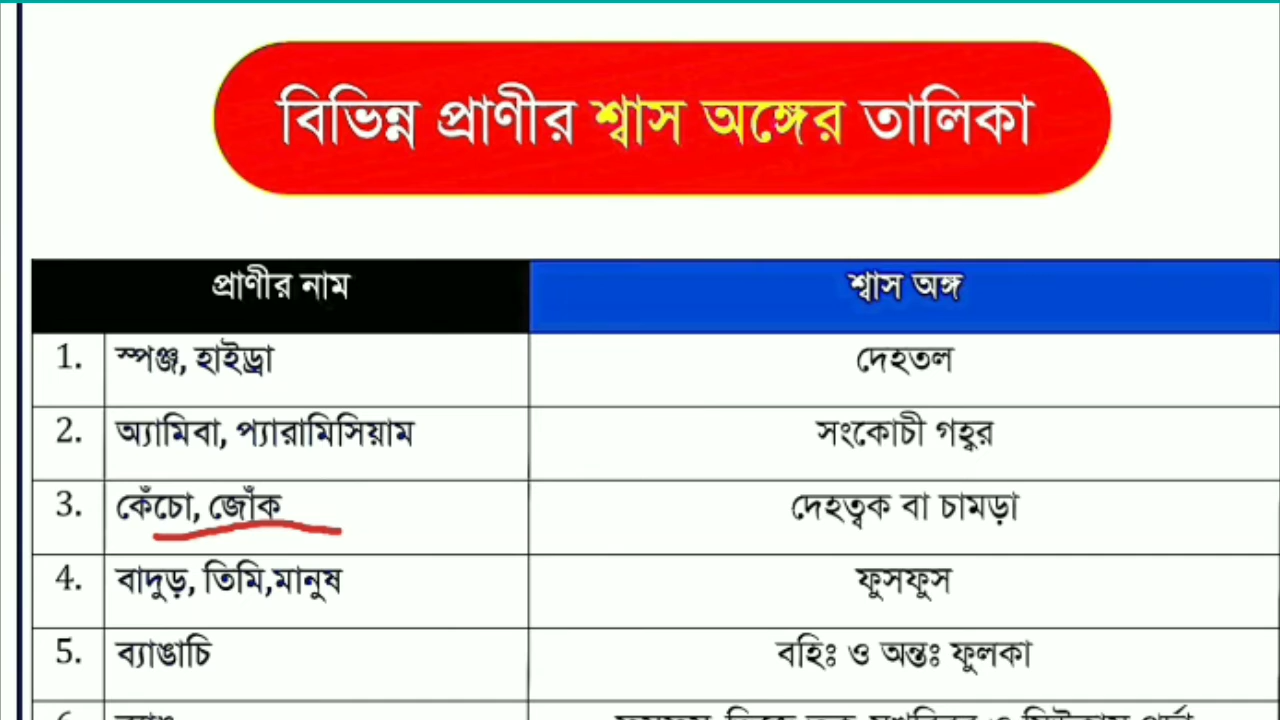 বিভিন্ন প্রাণীর শ্বাস অঙ্গের তালিকা
প্রাণীর নাম শ্বাস অঙ্গ
1. স্পঞ্জ, হাইড্রা দেহতল
2. অ্যামিবা, প্যারামিসিয়াম সংকোচী গহ্বর
3. কেঁচো, জোঁক দেহত্বক বা চামড়া
4. বাদুড়, তিমি,মানুষ ফুসফুস
5. ব্যাঙাচি বহিঃ ও অন্তঃ ফুলকা